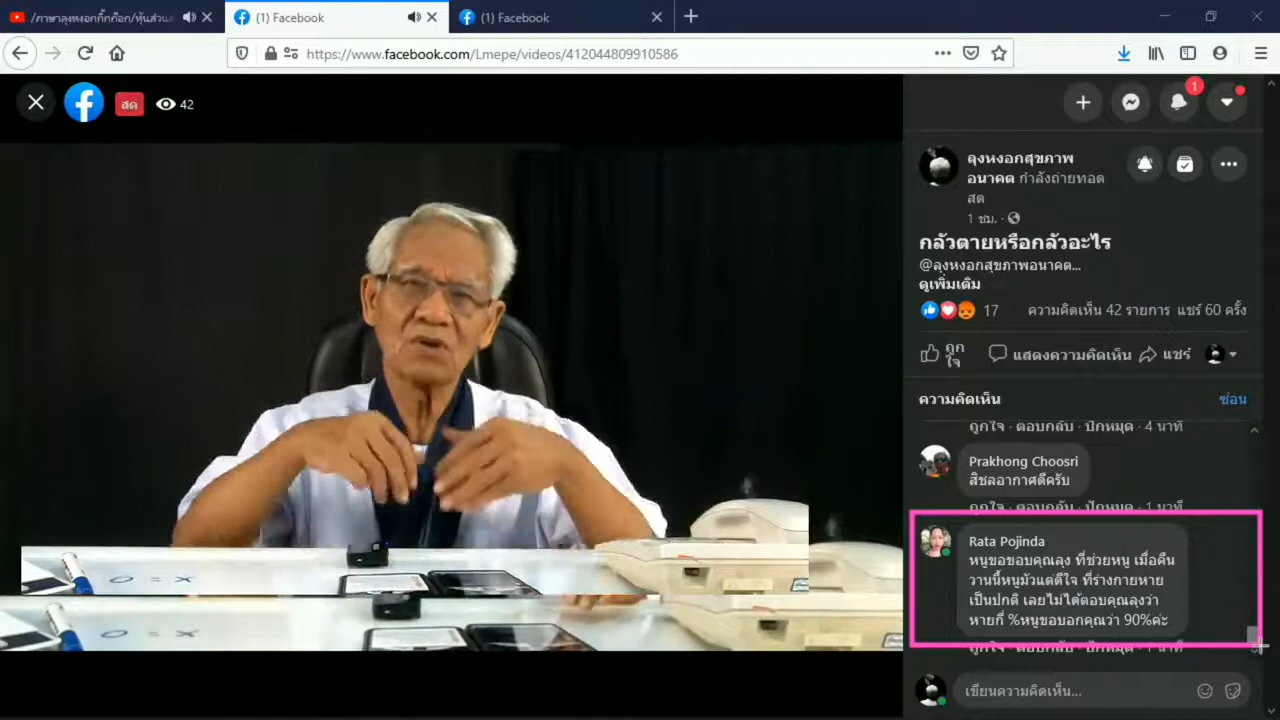 /ภาษาลุงหงอกกิ๊กก๊อก/หุ้นส่วน
(1) Facebook
(1) Facebook
https://www.facebook.com/Lmepe/videos/412044809910586
สด
42
1
ลุงหงอกสุขภาพ
อนาคต กำลังถ่ายทอด
สด
1 ชม. ·
กลัวตายหรือกลัวอะไร
@ลุงหงอกสุขภาพอนาคต...
ดูเพิ่มเติม
17 ความคิดเห็น 42 รายการ แชร์ 60 ครั้ง
ถูก
ใจ
แสดงความคิดเห็น แชร์
ความคิดเห็น ซ่อน
ถูกใจ · ตอบกลับ · ปักหมุด · 4 นาที
Prakhong Choosri
สิชลอากาศดีครับ
ถูกใจ · ตอบกลับ · ปักหมุด · 1 นาที
Rata Pojinda
หนูขอขอบคุณลุง ที่ช่วยหนู เมื่อคืน
วานนี้หนูมัวแต่ดีใจ ที่ร่างกายหาย
เป็นปกติ เลยไม่ได้ตอบคุณลุงว่า
หายกี่ %หนูขอบอกคุณว่า 90%ค่ะ
ถูกใจ · ตอบกลับ · ปักหมุด · 1 นาที
เขียนความคิดเห็น...
O = X
O = X